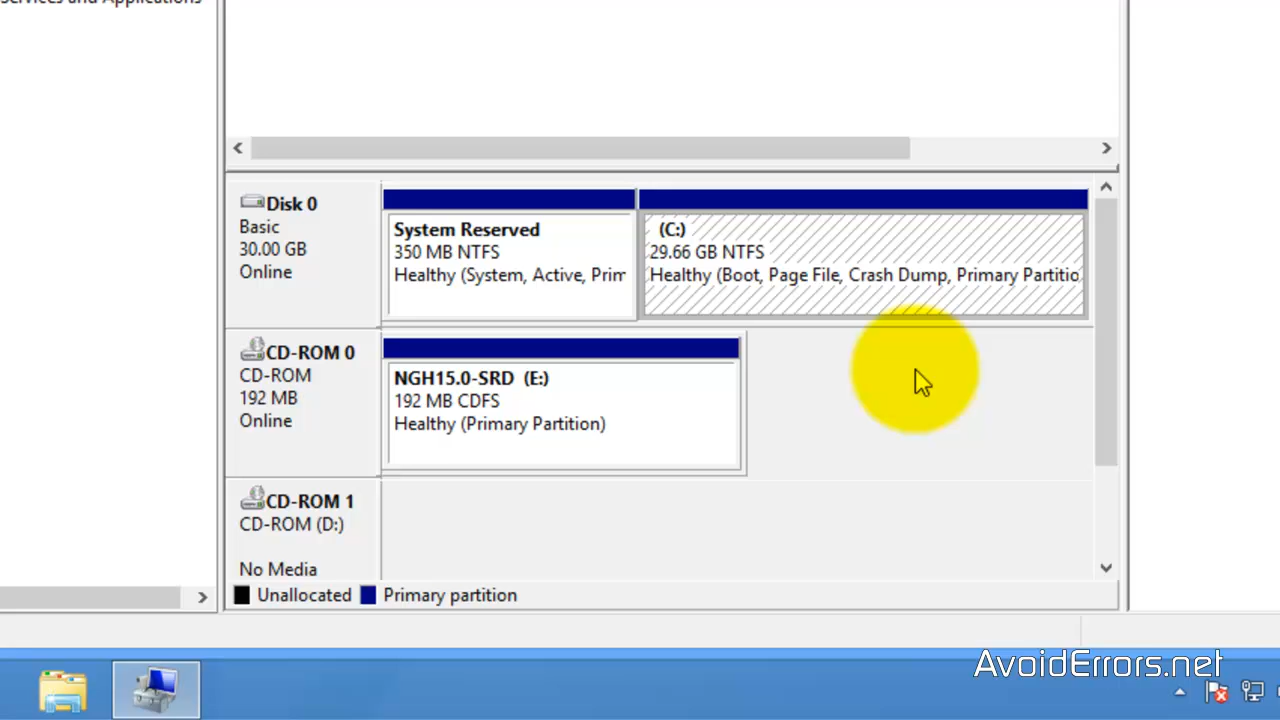 Services and Applications
Disk 0
Basic
30.00 GB
Online
System Reserved
350 MB NTFS
Healthy (System, Active, Prim
(C:)
29.66 GB NTFS
Healthy (Boot, Page File, Crash Dump, Primary Partitio
CD-ROM 0
CD-ROM
192 MB
Online
NGH15.0-SRD (E:)
192 MB CDFS
Healthy (Primary Partition)
CD-ROM 1
CD-ROM (D:)
No Media
Unallocated Primary partition
AvoidErrors.net